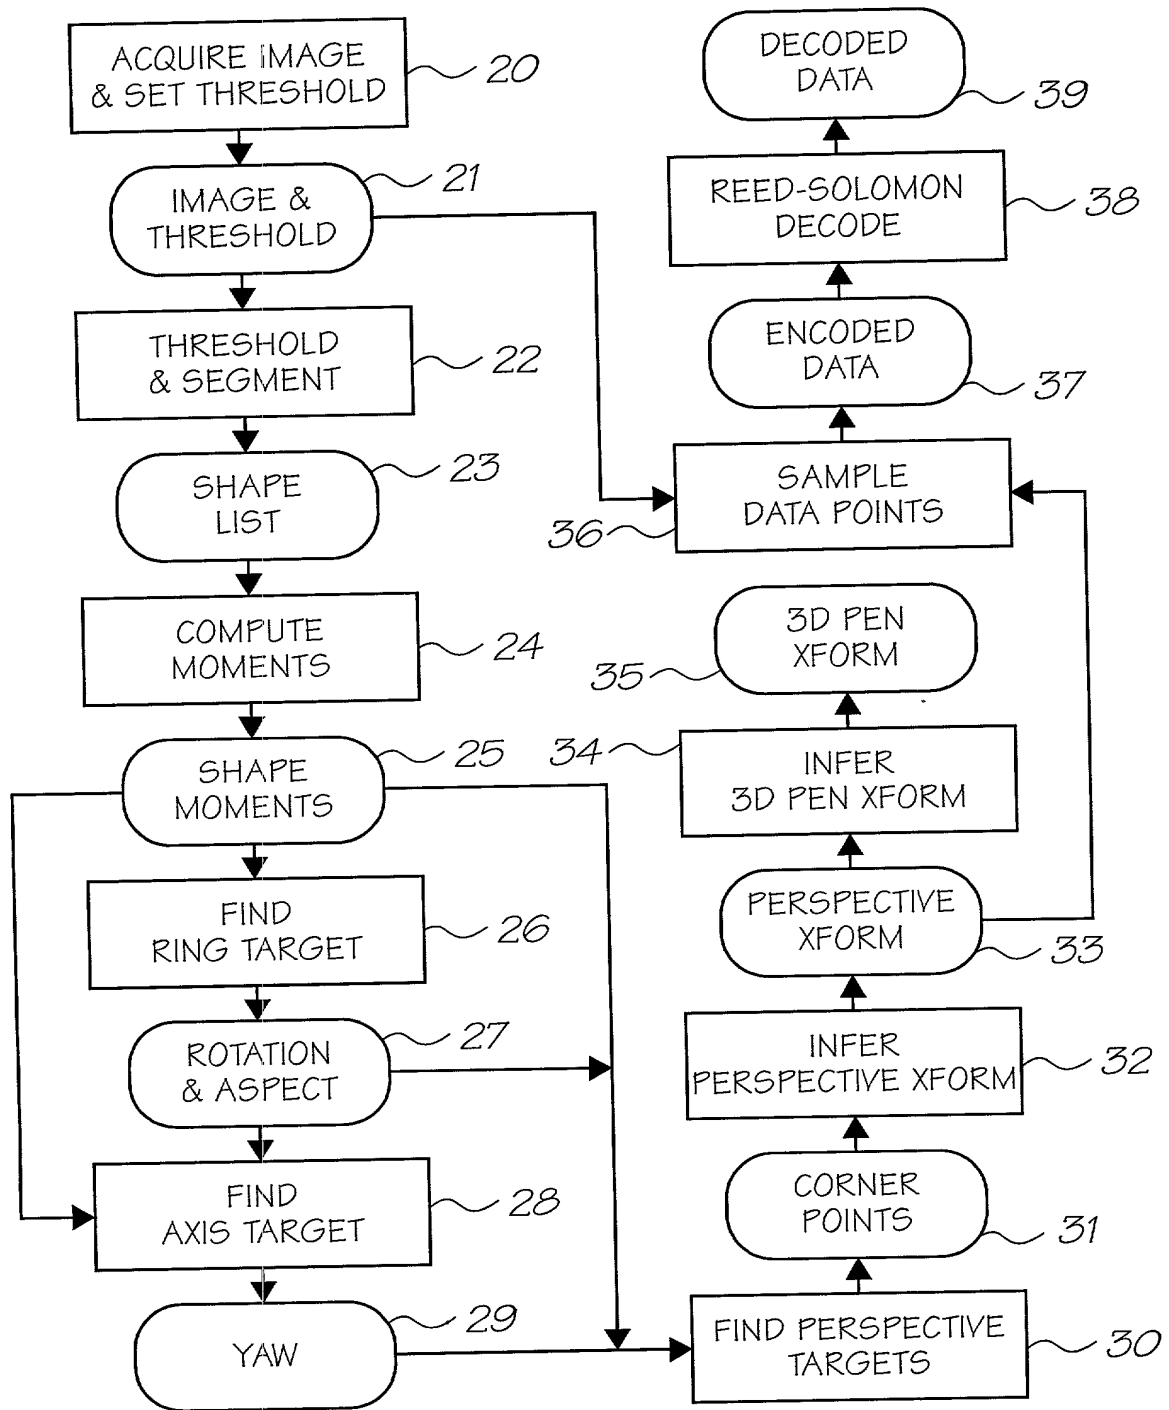 ACQUIRE IMAGE
& SET THRESHOLD
20
IMAGE &
THRESHOLD
21
THRESHOLD
& SEGMENT
22
SHAPE
LIST
23
COMPUTE
MOMENTS
24
SHAPE
MOMENTS
25
FIND
RING TARGET
26
ROTATION
& ASPECT
27
FIND
AXIS TARGET
28
YAW
29
DECODED
DATA
39
REED-SOLOMON
DECODE
38
ENCODED
DATA
37
SAMPLE
DATA POINTS
36
3D PEN
XFORM
35
INFER
3D PEN XFORM
34
PERSPECTIVE
XFORM
33
INFER
PERSPECTIVE XFORM
32
CORNER
POINTS
31
FIND PERSPECTIVE
TARGETS
30